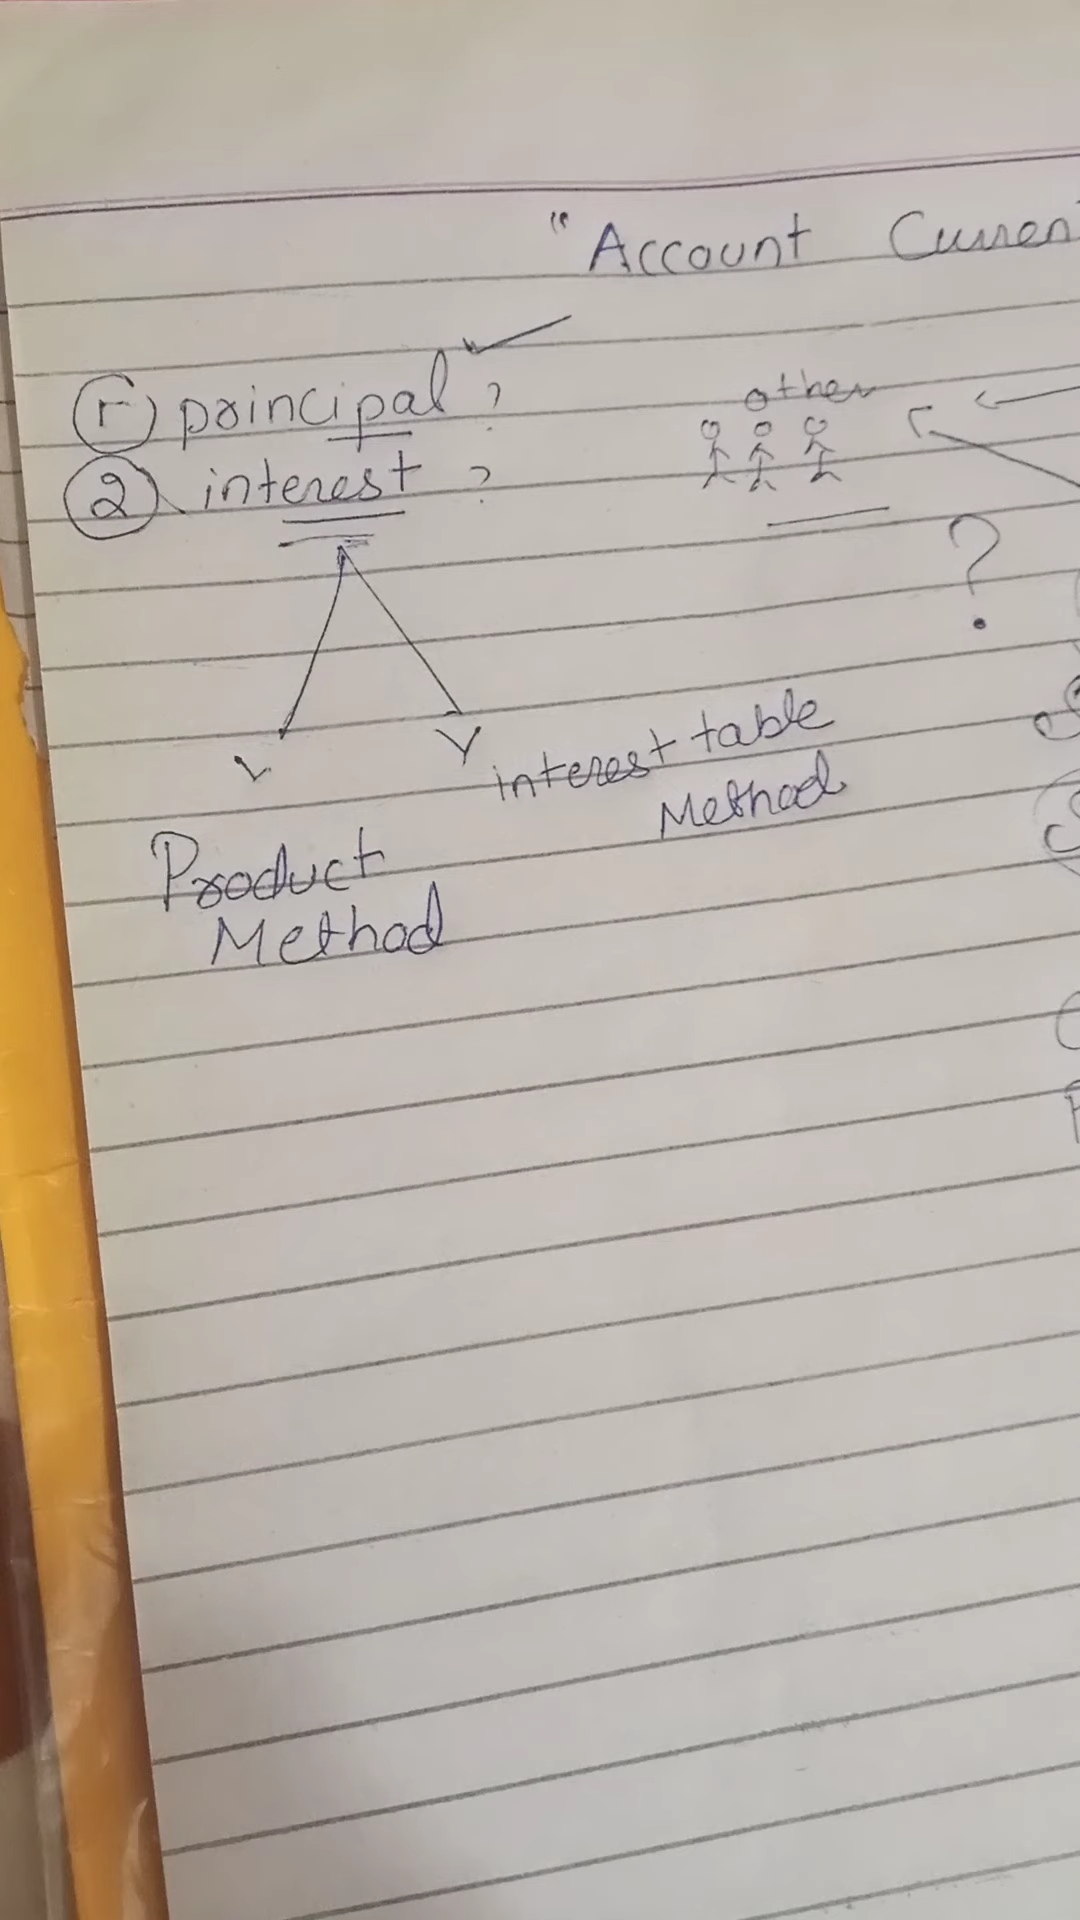 "Account Curren
1 principal ?
other
2 interest ?
?
interest table
Method
Product
Method